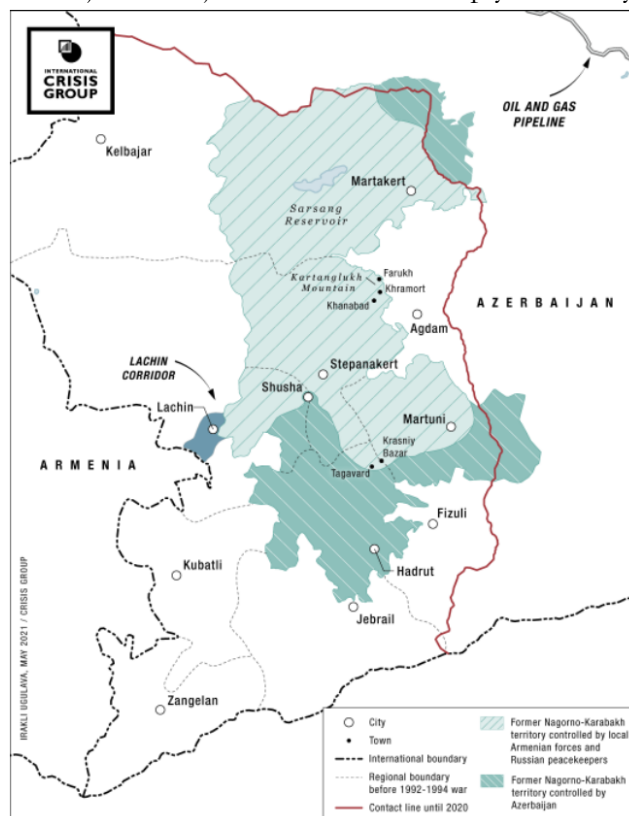 INTERNATIONAL
CRISIS
GROUP
OIL AND GAS
PIPELINE
Kelbajar
Martakert
Sarsang
Reservoir
Kartanglukh
Mountain
Farukh
Khramort
Khanabad
AZERBAIJAN
Agdam
LACHIN
CORRIDOR
Stepanakert
Shusha
Lachin
Martuni
Krasniy
Bazar
ARMENIA
Tagavard
Fizuli
Kubatli
Hadrut
Jebrail
Zangelan
IRAKLI UGULAVA, MAY 2021 / CRISIS GROUP
City
Town
International boundary
Regional boundary
before 1992-1994 war
Contact line until 2020
Former Nagorno-Karabakh
territory controlled by local
Armenian forces and
Russian peacekeepers
Former Nagorno-Karabakh
territory controlled by
Azerbaijan